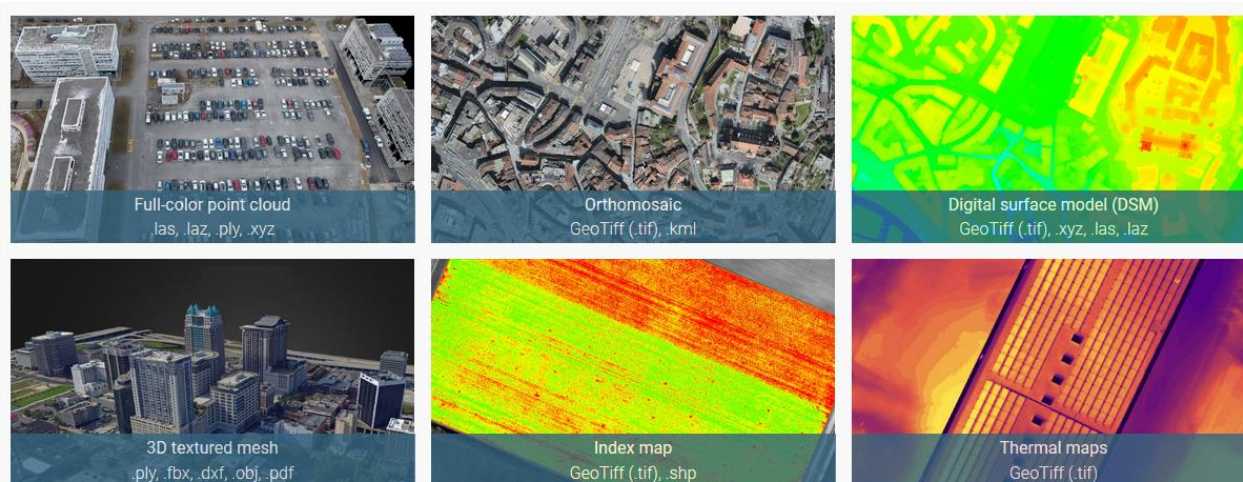 Full-color point cloud
.las, .laz, .ply, .xyz
Orthomosaic
GeoTiff (.tif), .kml
Digital surface model (DSM)
GeoTiff (.tif), .xyz, .las, .laz
3D textured mesh
.ply, .fbx, .dxf, .obj, .pdf
Index map
GeoTiff (.tif), .shp
Thermal maps
GeoTiff (.tif)